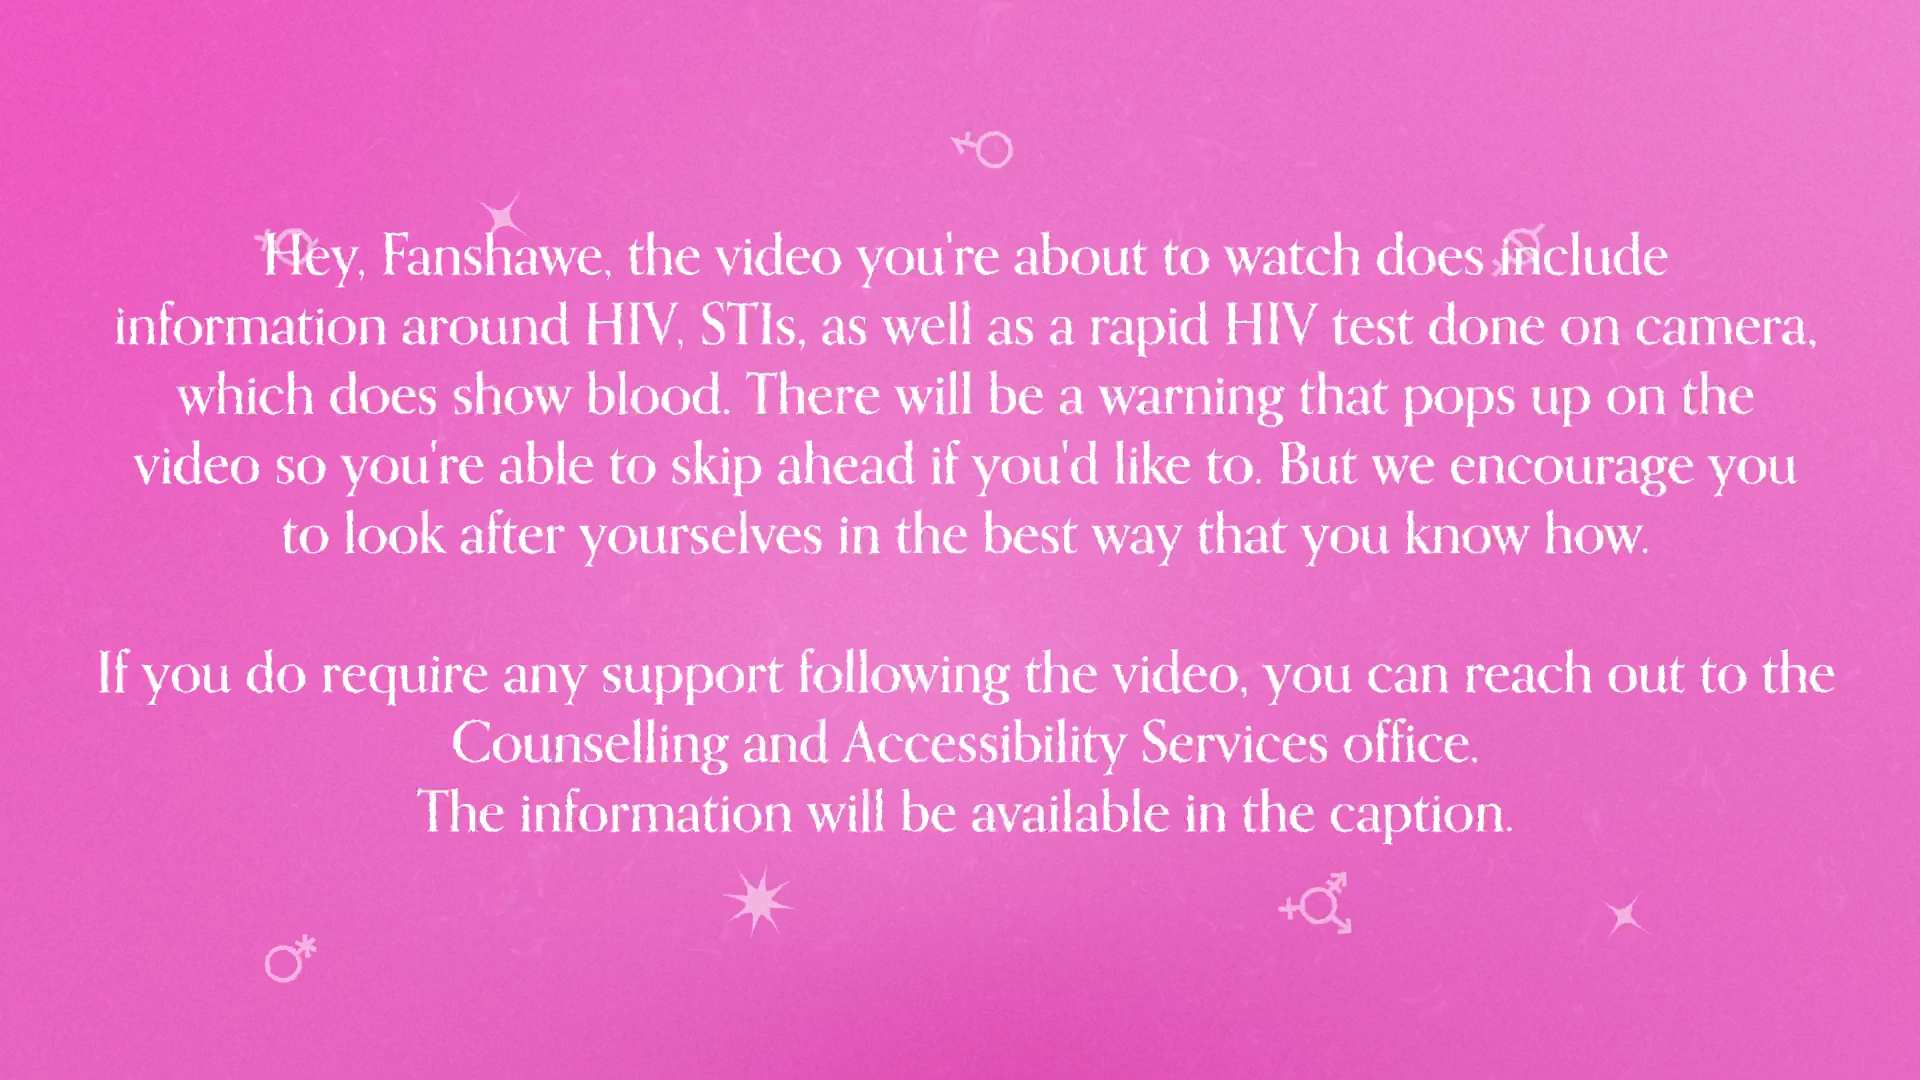 Hey, Fanshawe, the video you're about to watch does include
information around HIV, STIs, as well as a rapid HIV test done on camera,
which does show blood. There will be a warning that pops up on the
video so you're able to skip ahead if you'd like to. But we encourage you
to look after yourselves in the best way that you know how.
If you do require any support following the video, you can reach out to the
Counselling and Accessibility Services office.
The information will be available in the caption.